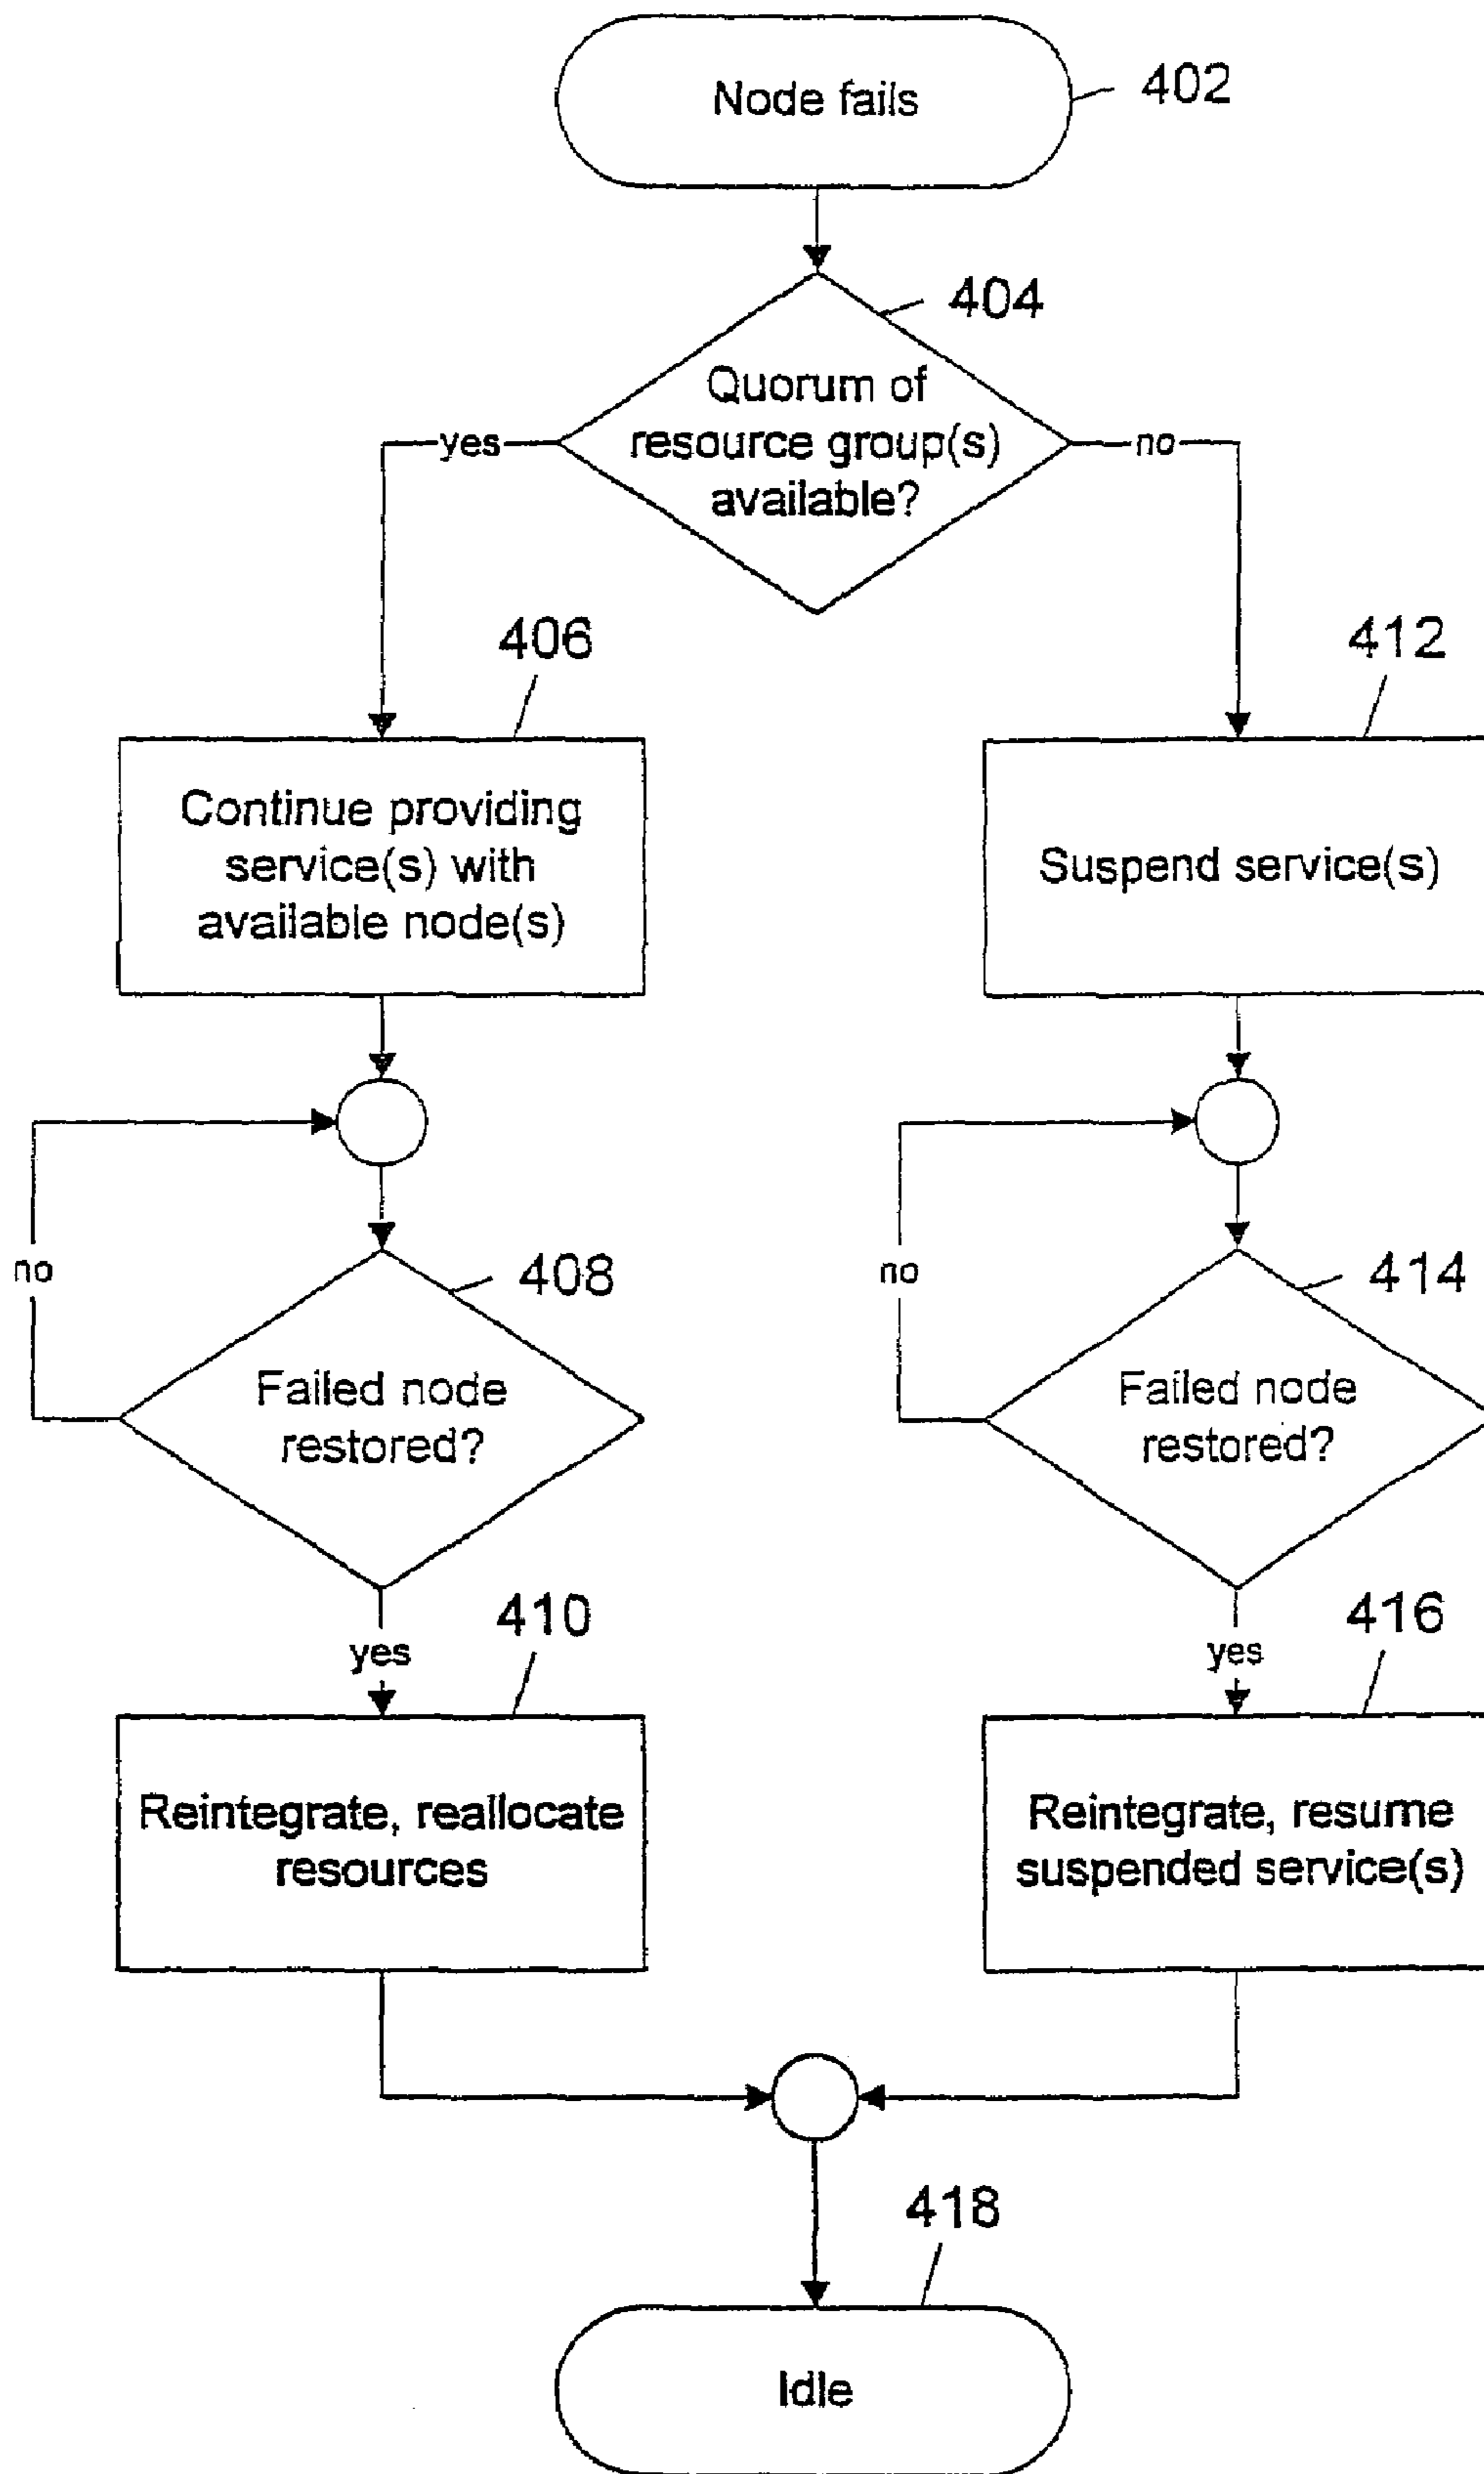 Node fails
402
404
Quorum of
resource group(s)
available?
yes
no
406
412
Continue providing
service(s) with
available node(s)
Suspend service(s)
no
408
no
414
Failed node
restored?
Failed node
restored?
yes
410
yes
416
Reintegrate, reallocate
resources
Reintegrate, resume
suspended service(s)
418
Idle